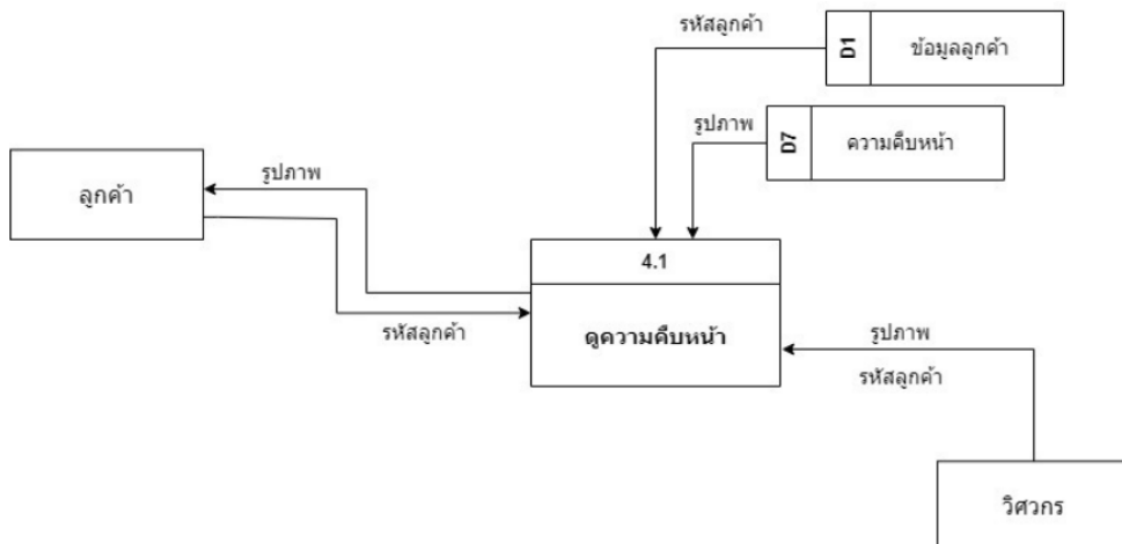 รหัสลูกค้า
D1
ข้อมูลลูกค้า
รูปภาพ
D7
ความคืบหน้า
ลูกค้า
รูปภาพ
4.1
รหัสลูกค้า
ดูความคืบหน้า
รูปภาพ
รหัสลูกค้า
วิศวกร